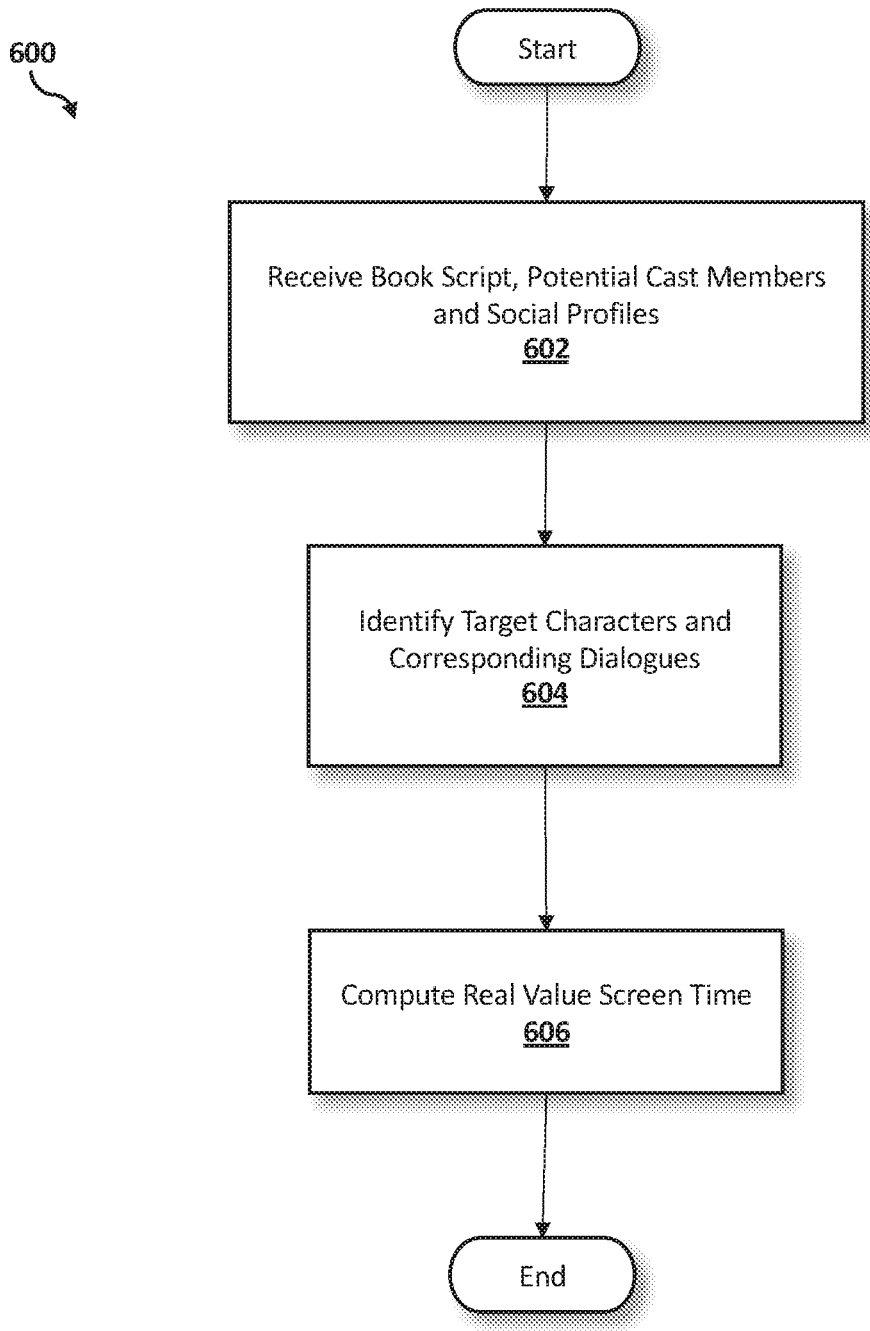 600
Start
Receive Book Script, Potential Cast Members
and Social Profiles
602
Identify Target Characters and
Corresponding Dialogues
604
Compute Real Value Screen Time
606
End